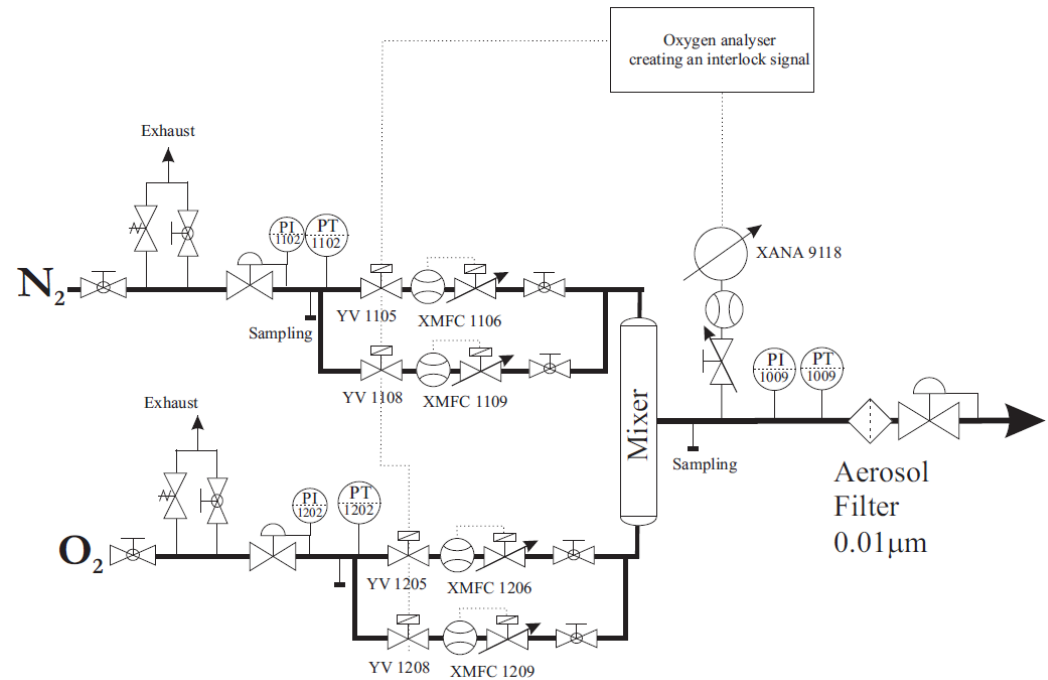 Oxygen analyser
creating an interlock signal
Exhaust
PI
1102
PT
1102
XANA 9118
N2
Sampling
YV 1105
XMFC 1106
YV 1108
XMFC 1109
PI
1009
PT
1009
Mixer
Exhaust
Sampling
Aerosol
Filter
0.01µm
PI
1202
PT
1202
O2
YV 1205
XMFC 1206
YV 1208
XMFC 1209